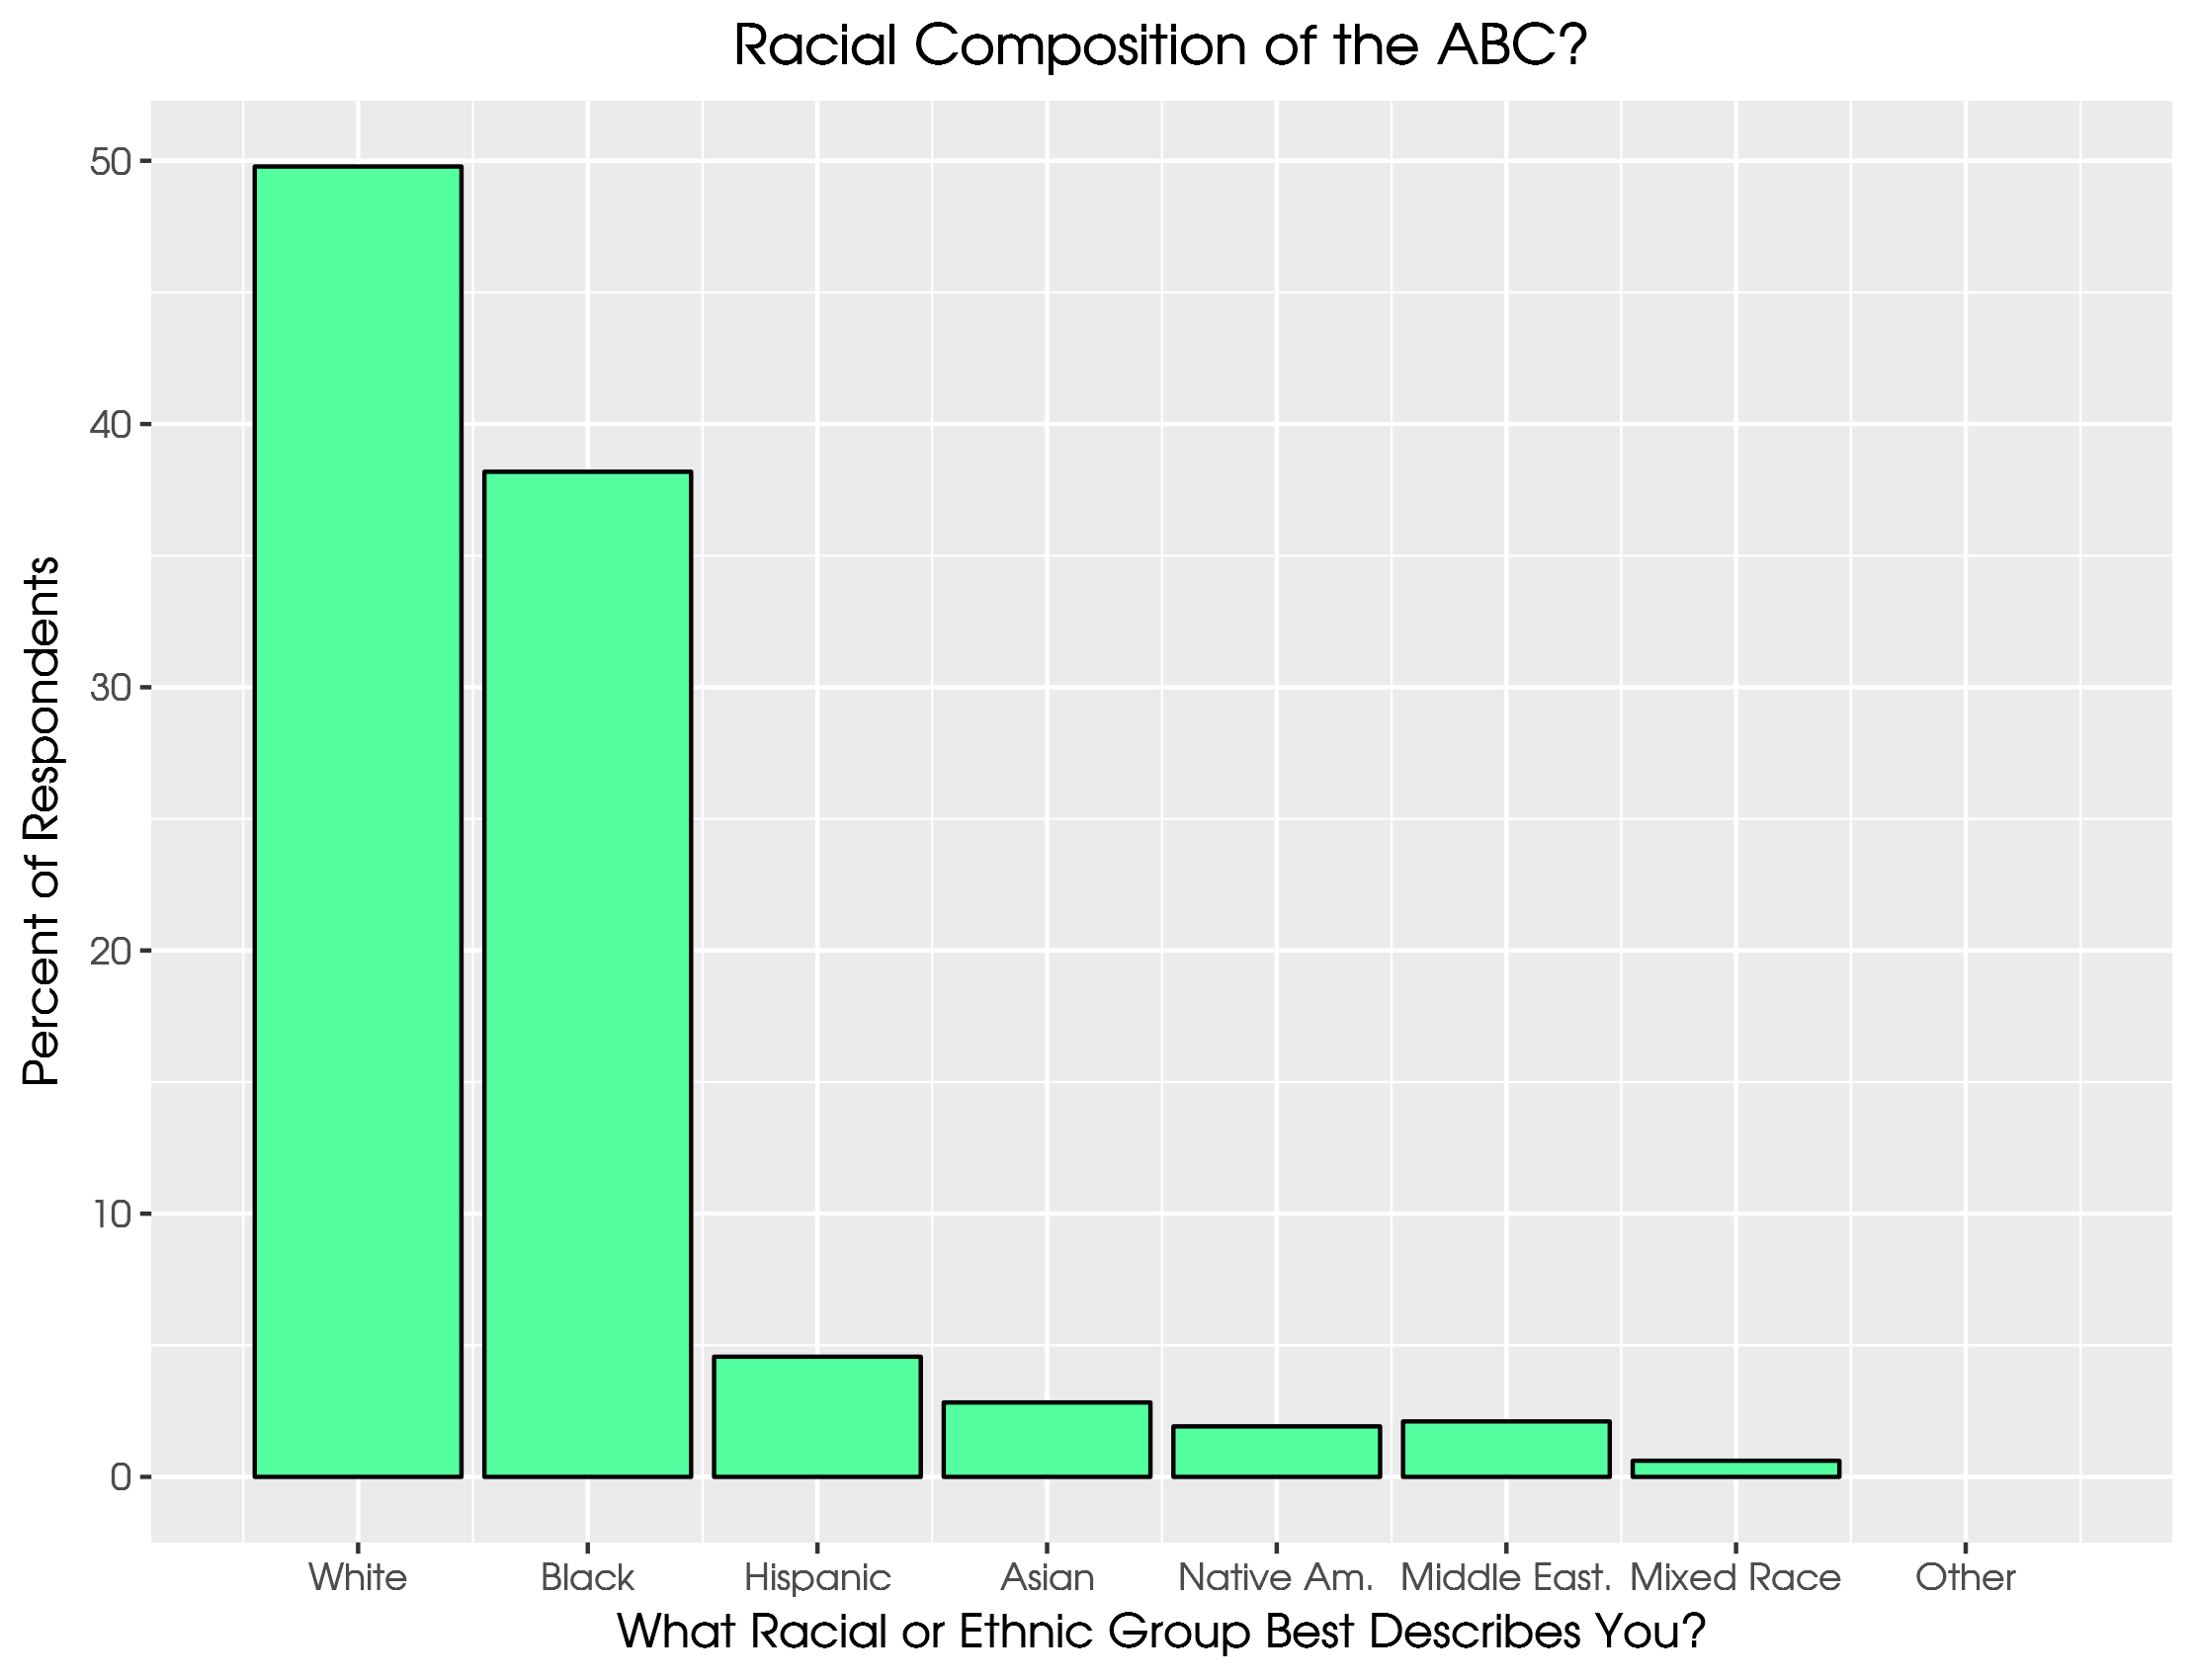 Racial Composition of the ABC?
Percent of Respondents
50
40
30
20
10
0
White Black Hispanic Asian Native Am. Middle East. Mixed Race Other
What Racial or Ethnic Group Best Describes You?